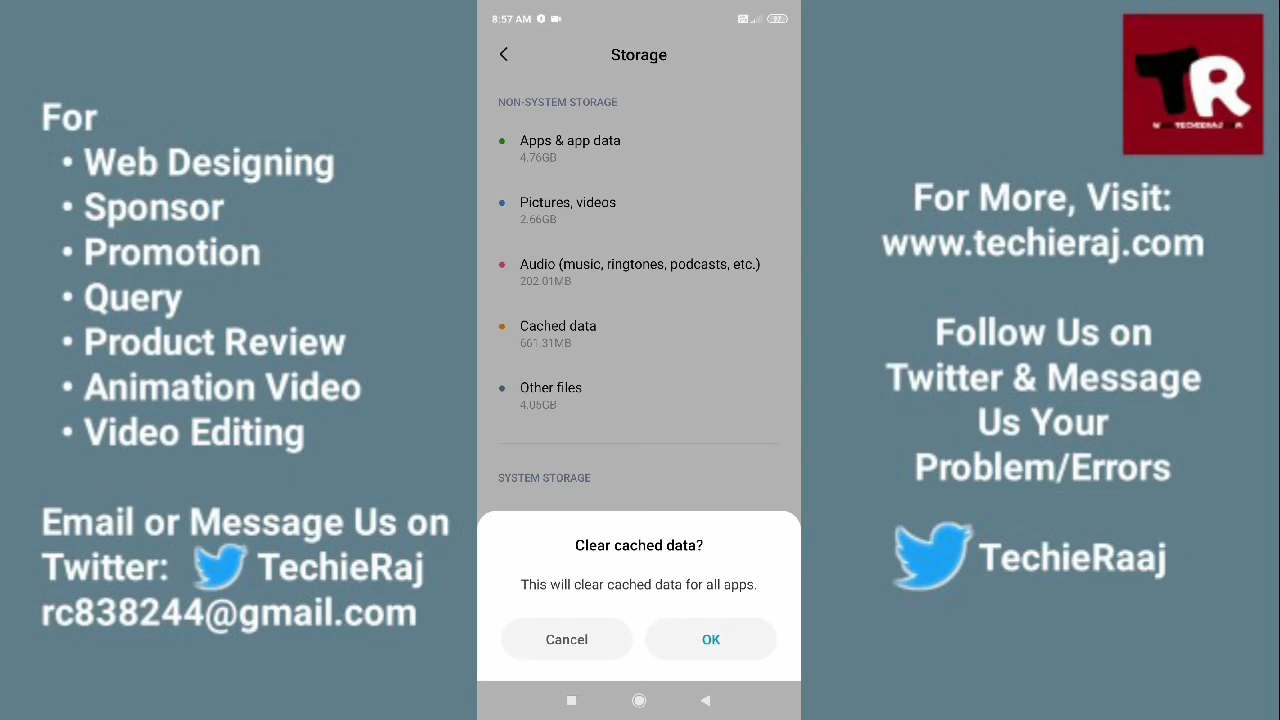 For
• Web Designing
• Sponsor
• Promotion
• Query
• Product Review
• Animation Video
• Video Editing
Email or Message Us on
Twitter: TechieRaj
rc838244@gmail.com
8:57 AM
97
Storage
NON-SYSTEM STORAGE
Apps & app data
4.76GB
Pictures, videos
2.66GB
Audio (music, ringtones, podcasts, etc.)
202.01MB
Cached data
661.31MB
Other files
4.05GB
SYSTEM STORAGE
Clear cached data?
This will clear cached data for all apps.
Cancel
OK
TR
For More, Visit:
www.techieraj.com
Follow Us on
Twitter & Message
Us Your
Problem/Errors
TechieRaaj